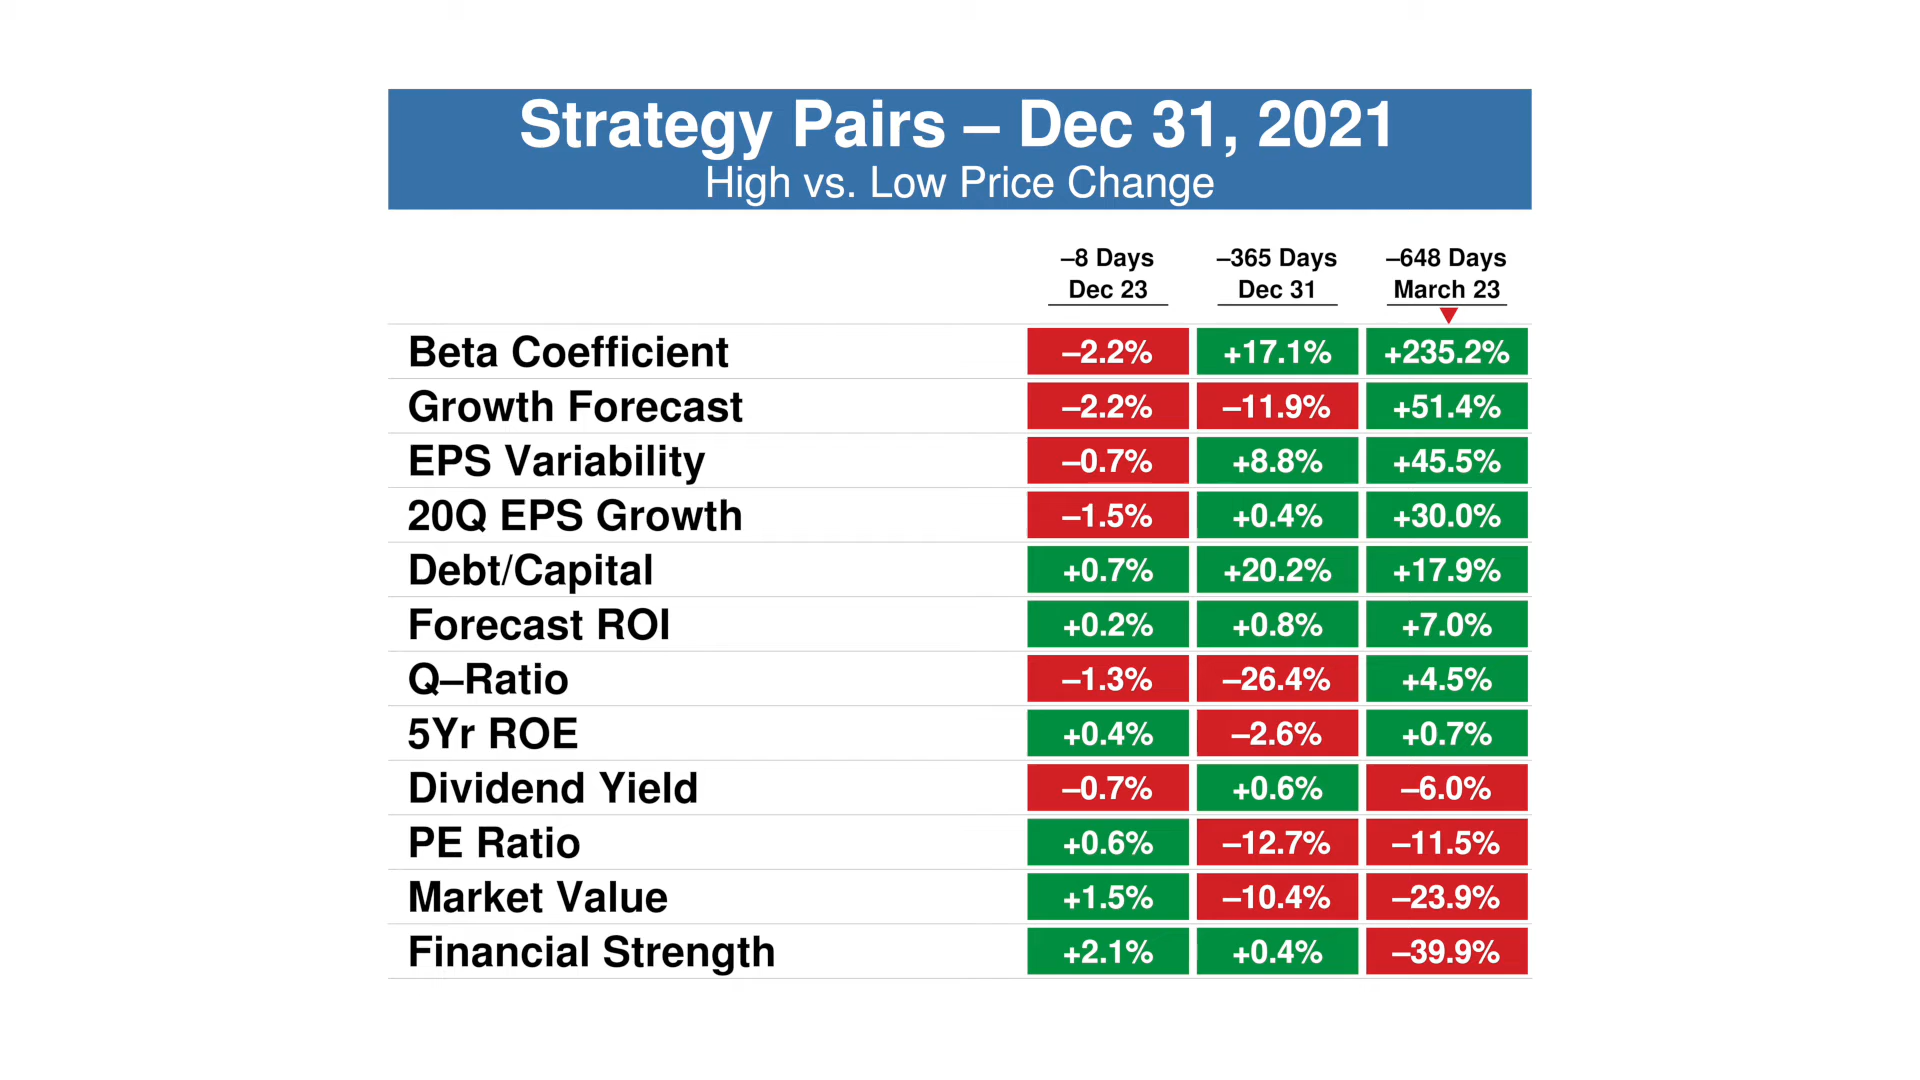 Strategy Pairs – Dec 31, 2021
High vs. Low Price Change
–8 Days –365 Days –648 Days
Dec 23 Dec 31 March 23
Beta Coefficient –2.2% +17.1% +235.2%
Growth Forecast –2.2% –11.9% +51.4%
EPS Variability –0.7% +8.8% +45.5%
20Q EPS Growth –1.5% +0.4% +30.0%
Debt/Capital +0.7% +20.2% +17.9%
Forecast ROI +0.2% +0.8% +7.0%
Q–Ratio –1.3% –26.4% +4.5%
5Yr ROE +0.4% –2.6% +0.7%
Dividend Yield –0.7% +0.6% –6.0%
PE Ratio +0.6% –12.7% –11.5%
Market Value +1.5% –10.4% –23.9%
Financial Strength +2.1% +0.4% –39.9%